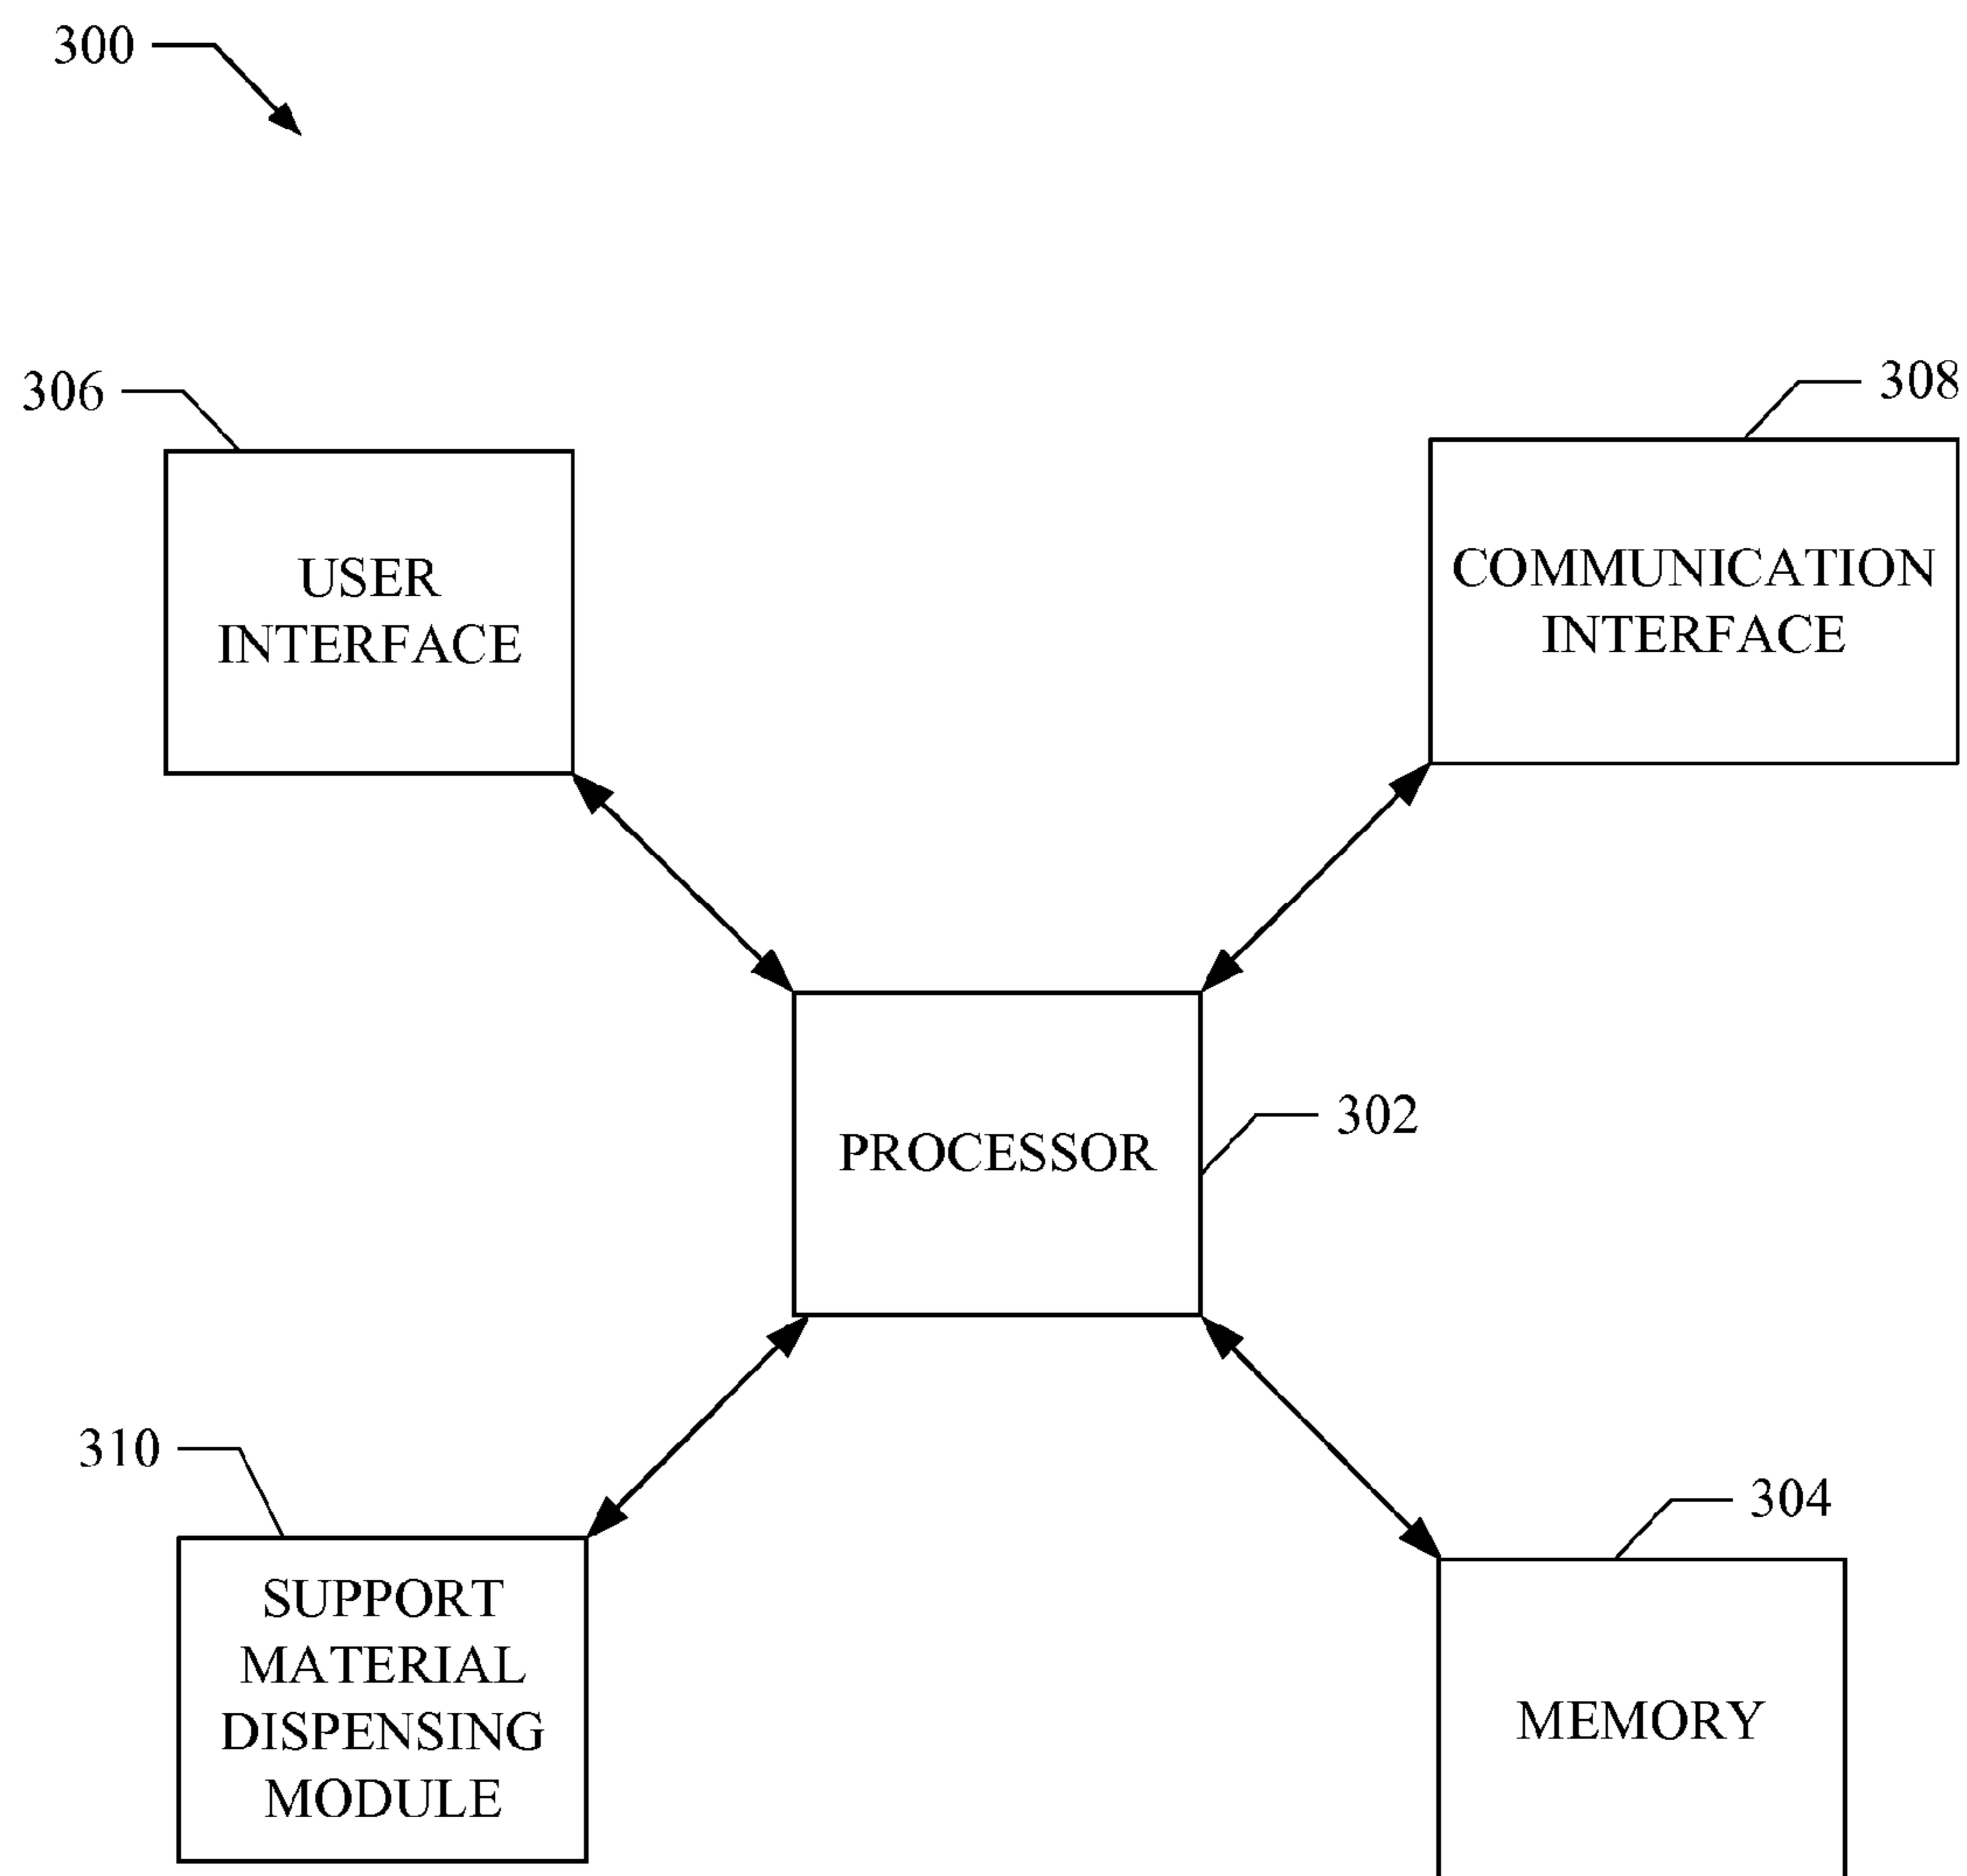 300
306
308
USER
INTERFACE
COMMUNICATION
INTERFACE
PROCESSOR
302
310
304
SUPPORT
MATERIAL
DISPENSING
MODULE
MEMORY